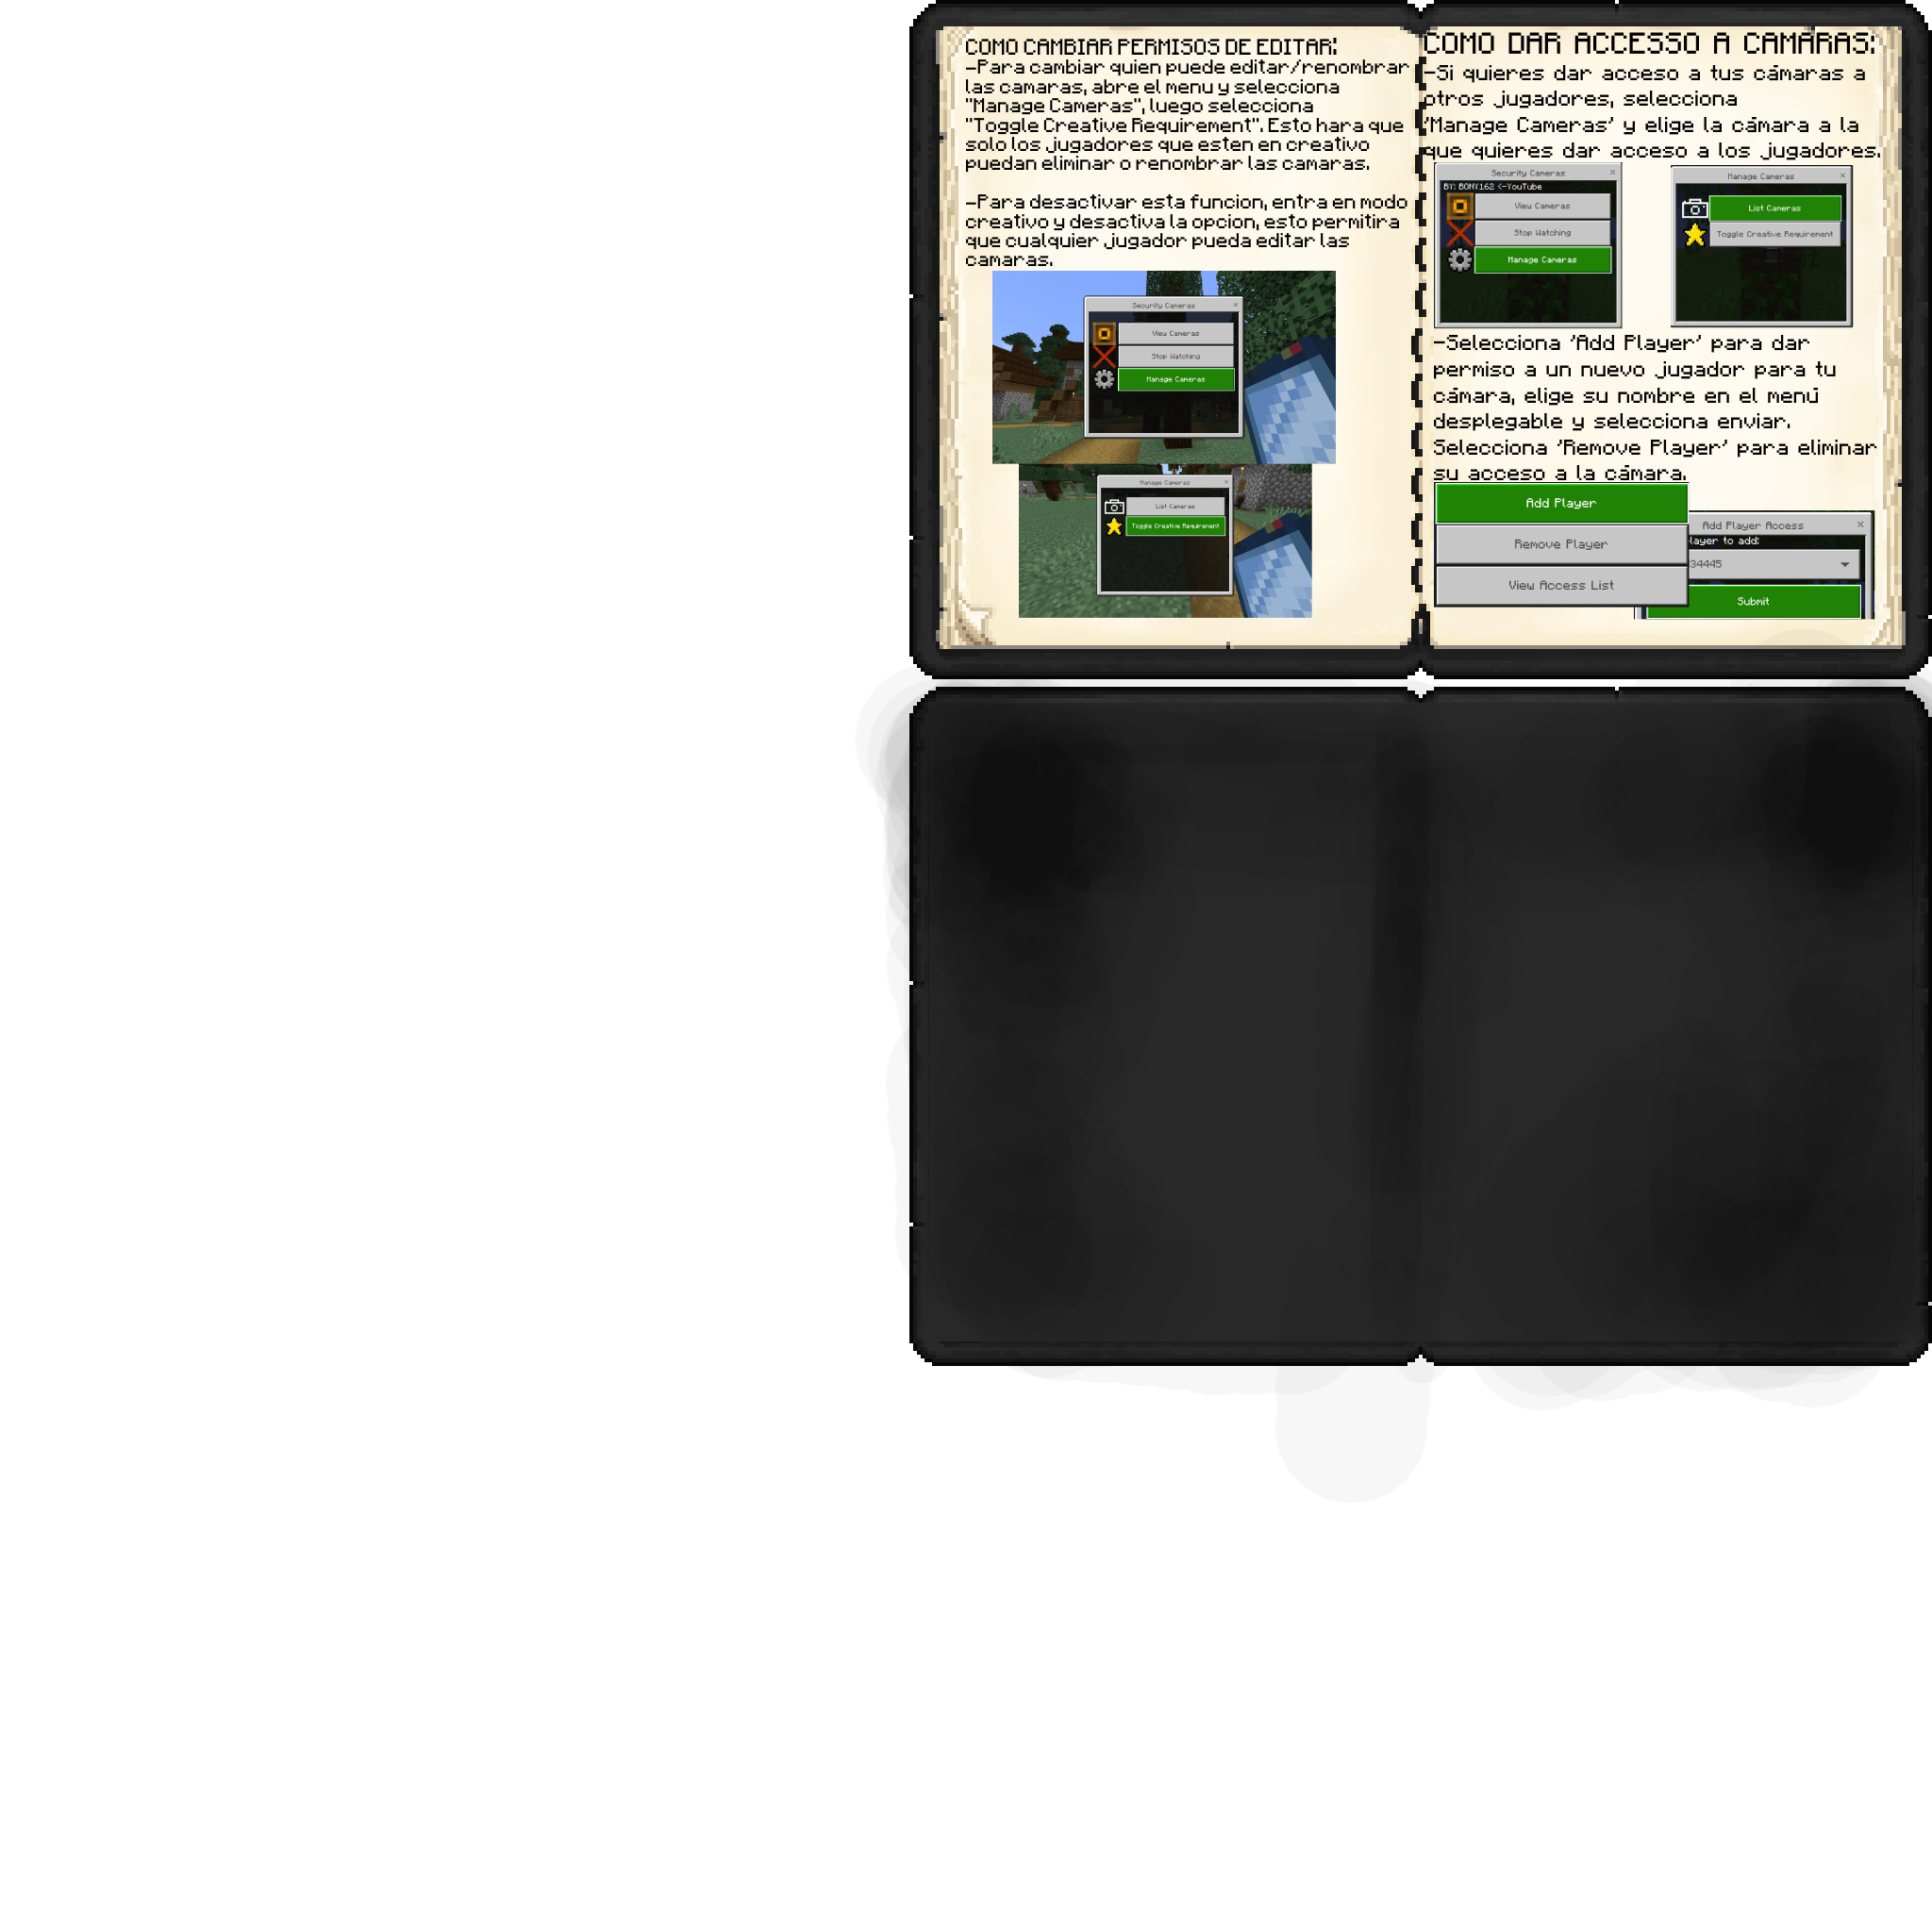 COMO CAMBIAR PERMISOS DE EDITAR:
-Para cambiar quien puede editar/renombrar
las camaras, abre el menu y selecciona
"Manage Cameras", luego selecciona
"Toggle Creative Requirement". Esto hara que
solo los jugadores que esten en creativo
puedan eliminar o renombrar las camaras.
-Para desactivar esta funcion, entra en modo
creativo y desactiva la opcion, esto permitira
que cualquier jugador pueda editar las
camaras.
Security Cameras
View Cameras
Stop Watching
Manage Cameras
Manage Cameras
List Cameras
Toggle Creative Requirement
COMO DAR ACCESSO A CAMARAS:
-Si quieres dar acceso a tus cámaras a
otros jugadores, selecciona
'Manage Cameras' y elige la cámara a la
que quieres dar acceso a los jugadores.
Security Cameras
BY: BONY162 <-YouTube
View Cameras
Stop Watching
Manage Cameras
Manage Cameras
List Cameras
Toggle Creative Requirement
-Selecciona 'Add Player' para dar
permiso a un nuevo jugador para tu
cámara, elige su nombre en el menú
desplegable y selecciona enviar.
Selecciona 'Remove Player' para eliminar
su acceso a la cámara.
Add Player
Remove Player
View Access List
Add Player Access
layer to add:
34445
Submit